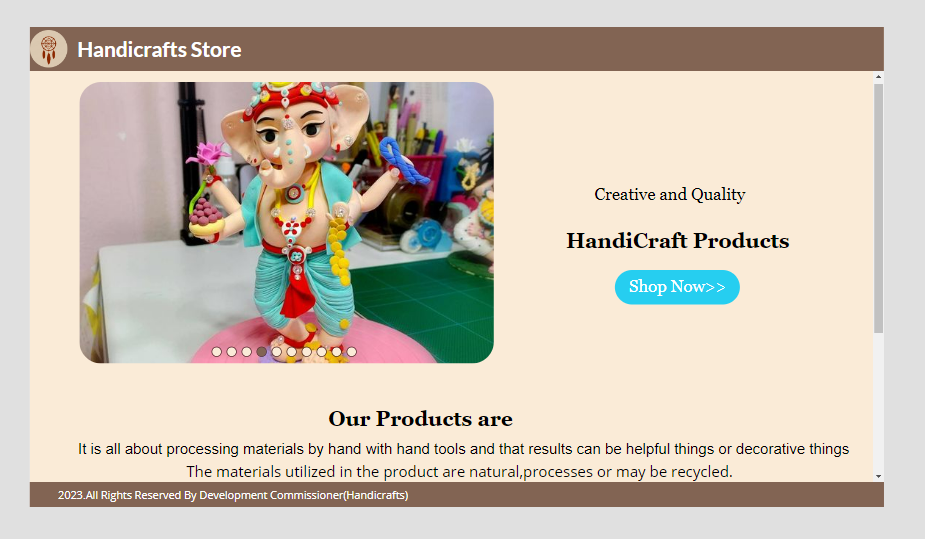 Handicrafts Store
Creative and Quality
HandiCraft Products
Shop Now>>
Our Products are
It is all about processing materials by hand with hand tools and that results can be helpful things or decorative things
The materials utilized in the product are natural,processes or may be recycled.
2023.All Rights Reserved By Development Commissioner(Handicrafts)